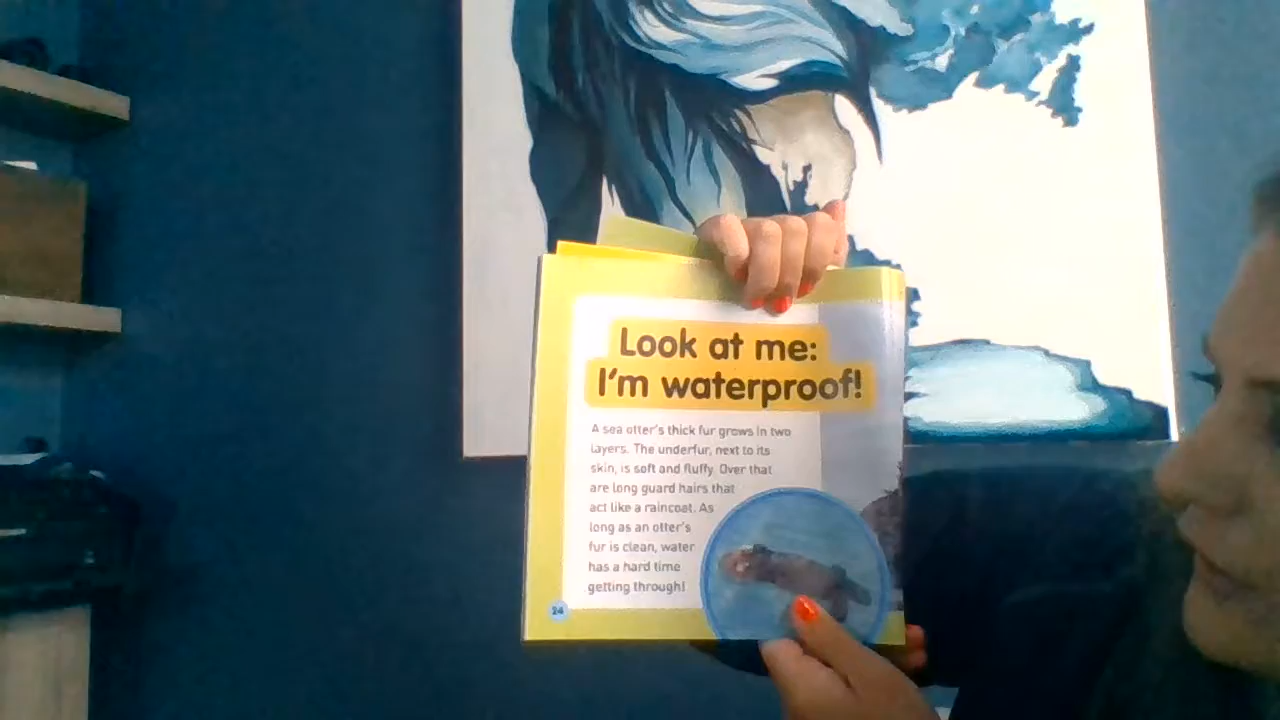 Look at me:
I'm waterproof!
A sea otter's thick fur grows in two
layers. The underfur, next to its
skin, is soft and fluffy. Over that
are long guard hairs that
act like a raincoat. As
long as an otter's
fur is clean, water
has a hard time
getting through!
24